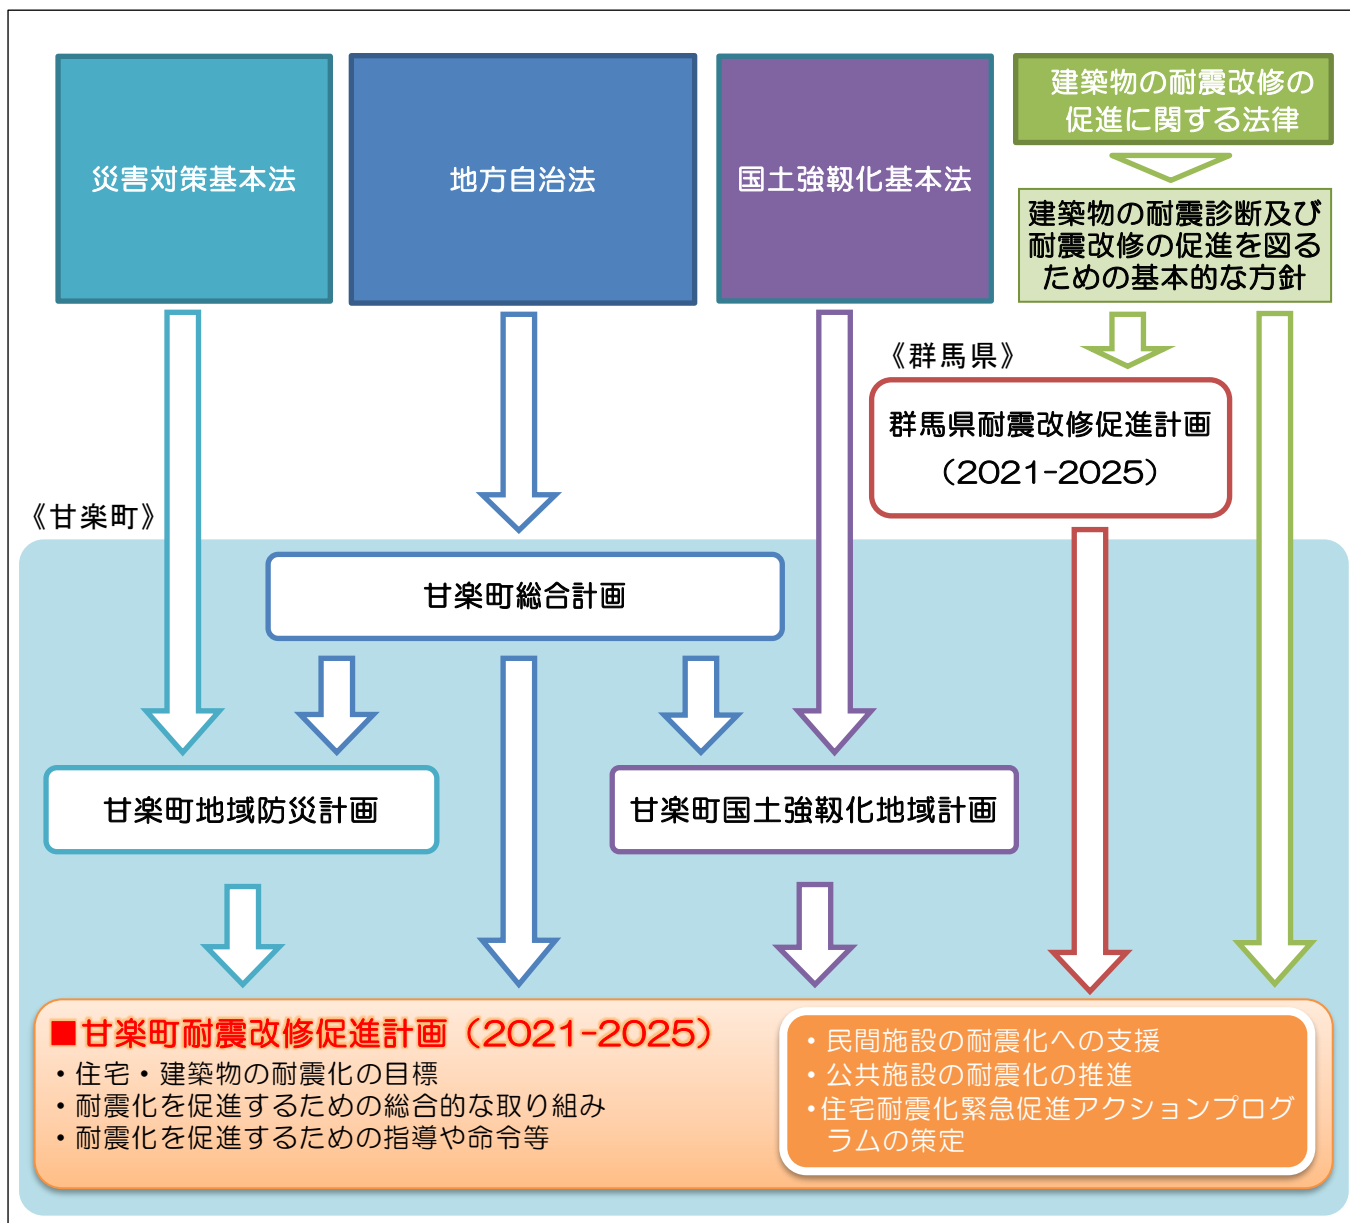 災害対策基本法
地方自治法
国土強靱化基本法
建築物の耐震改修の
促進に関する法律
建築物の耐震診断及び
耐震改修の促進を図る
ための基本的な方針
《群馬県》
群馬県耐震改修促進計画
（2021-2025）
《甘楽町》
甘楽町総合計画
甘楽町地域防災計画
甘楽町国土強靱化地域計画
■甘楽町耐震改修促進計画（2021-2025）
・住宅・建築物の耐震化の目標
・耐震化を促進するための総合的な取り組み
・耐震化を促進するための指導や命令等
・民間施設の耐震化への支援
・公共施設の耐震化の推進
・住宅耐震化緊急促進アクションプログ
ラムの策定